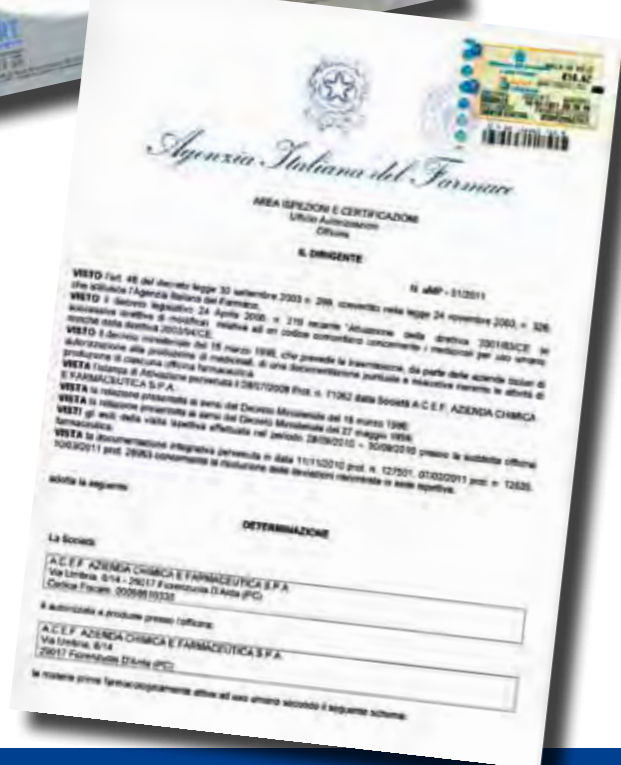 RT
Agenzia Italiana del Farmaco
AREA ISPEZIONI E CERTIFICAZIONI
Ufficio Autorizzazioni
Officine
IL DIRIGENTE
N. aMP - 31/2011
VISTO l'art. 48 del decreto legge 30 settembre 2003 n. 269, convertito nella legge 24 novembre 2003, n. 326,
che istituisce l'Agenzia Italiana del Farmaco;
VISTO il decreto legislativo 24 Aprile 2006, n. 219 recante "Attuazione della direttiva 2001/83/CE (e
successive direttive di modifica) relativa ad un codice comunitario concernente i medicinali per uso umano
nonché della direttiva 2003/94/CE;
VISTO il decreto ministeriale del 18 marzo 1996, che prevede la trasmissione, da parte delle aziende titolari di
autorizzazione alla produzione di medicinali, di una documentazione puntuale e esaustiva inerente le attività di
produzione di ciascuna officina farmaceutica;
VISTA l'istanza di Attivazione pervenuta il 28/07/2008 Prot. n. 71062 dalla Società A.C.E.F. AZIENDA CHIMICA
E FARMACEUTICA S.P.A.;
VISTA la relazione presentata ai sensi del Decreto Ministeriale del 18 marzo 1996;
VISTA la relazione presentata ai sensi del Decreto Ministeriale del 27 maggio
VISTI gli esiti della visita ispettiva effettuata nel periodo 28/09/2010 - 30/09/2010 presso la suddetta officina
farmaceutica;
VISTA la documentazione integrativa pervenuta in data 11/11/2010 prot. n. 127501, 07/02/2011 prot. n. 12635,
10/03/2011 prot. concernente la risoluzione delle deviazioni riscontrate in sede ispettiva;
adotta la seguente
DETERMINAZIONE
La Società:
A.C.E.F. AZIENDA CHIMICA E FARMACEUTICA S.P.A.
Via Umbria, 8/14 - 29017 Fiorenzuola D'Arda (PC)
Codice Fiscale:
è autorizzata a produrre presso l'officina:
A.C.E.F. AZIENDA CHIMICA E FARMACEUTICA S.P.A.
Via Umbria, 8/14
29017 Fiorenzuola D'Arda (PC)
le materie prime farmacologicamente attive ad uso umano secondo il seguente schema: